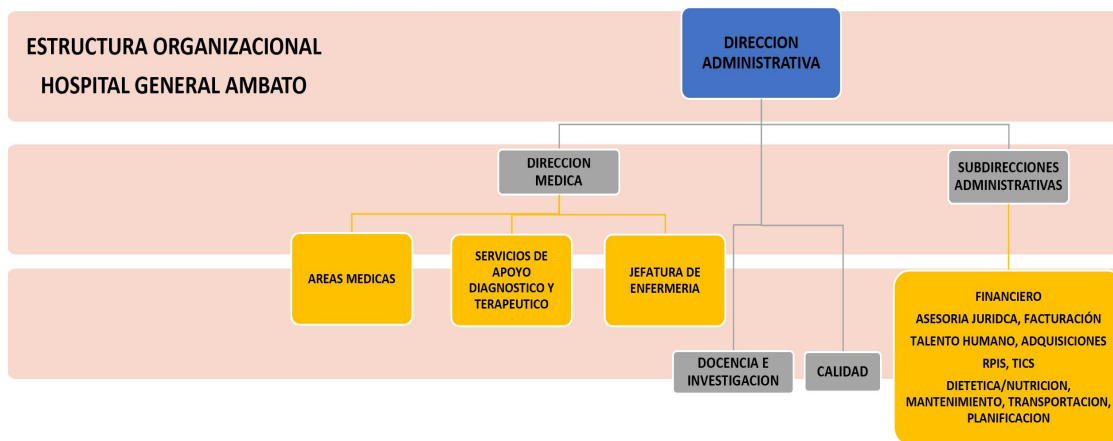 ESTRUCTURA ORGANIZACIONAL
HOSPITAL GENERAL AMBATO
DIRECCION
ADMINISTRATIVA
DIRECCION
MEDICA
SUBDIRECCIONES
ADMINISTRATIVAS
AREAS MEDICAS
SERVICIOS DE
APOYO
DIAGNOSTICO Y
TERAPEUTICO
JEFATURA DE
ENFERMERIA
DOCENCIA E
INVESTIGACION
CALIDAD
FINANCIERO
ASESORIA JURIDCA, FACTURACIÓN
TALENTO HUMANO, ADQUISICIONES
RPIS, TICS
DIETETICA/NUTRICION,
MANTENIMIENTO, TRANSPORTACION,
PLANIFICACION